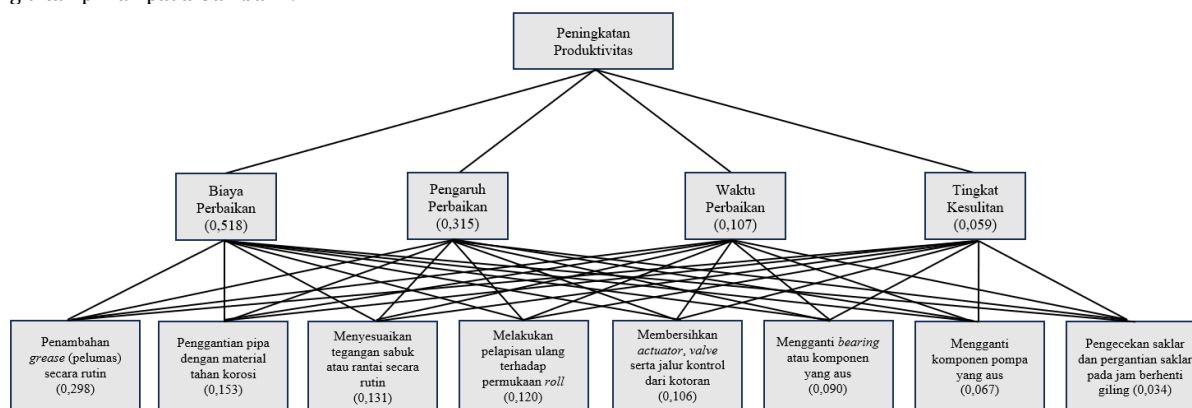 Peningkatan
Produktivitas
Biaya
Perbaikan
(0,518)
Pengaruh
Perbaikan
(0,315)
Waktu
Perbaikan
(0,107)
Tingkat
Kesulitan
(0,059)
Penambahan
grease (pelumas)
secara rutin
(0,298)
Penggantian pipa
dengan material
tahan korosi
(0,153)
Menyesuaikan
tegangan sabuk
atau rantai secara
rutin
(0,131)
Melakukan
pelapisan ulang
terhadap
permukaan roll
(0,120)
Membersihkan
actuator, valve
serta jalur kontrol
dari kotoran
(0,106)
Mengganti bearing
atau komponen
yang aus
(0,090)
Mengganti
komponen pompa
yang aus
(0,067)
Pengecekan saklar
dan pergantian saklar
pada jam berhenti
giling (0,034)